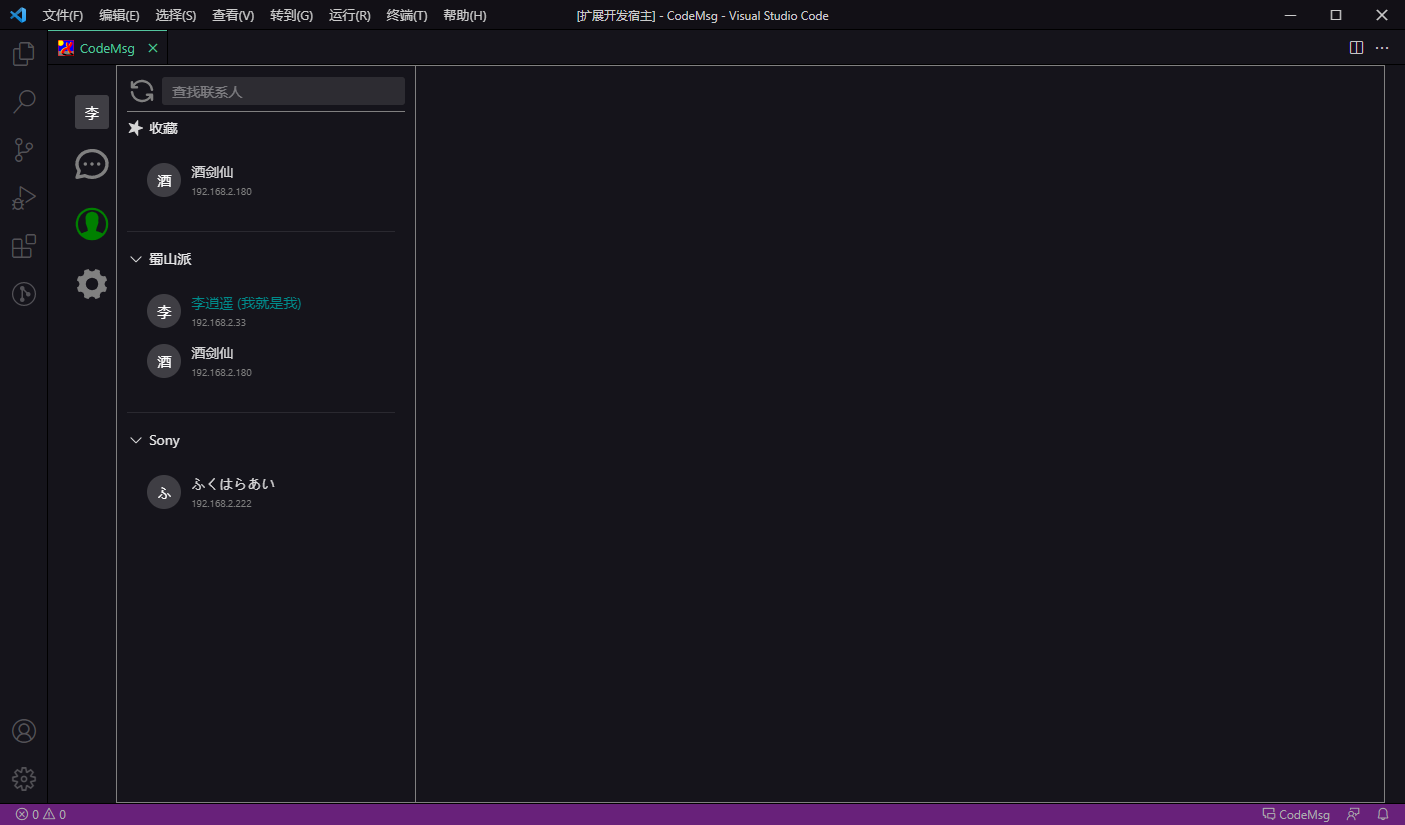 文件(F) 编辑(E) 选择(S) 查看(V) 转到(G) 运行(R) 终端(T) 帮助(H) [扩展开发宿主] - CodeMsg - Visual Studio Code
CodeMsg
李
查找联系人
收藏
酒
酒剑仙
192.168.2.180
蜀山派
李
李逍遥 (我就是我)
192.168.2.33
酒
酒剑仙
192.168.2.180
Sony
ふ
ふくはらあい
192.168.2.222
0 0 CodeMsg